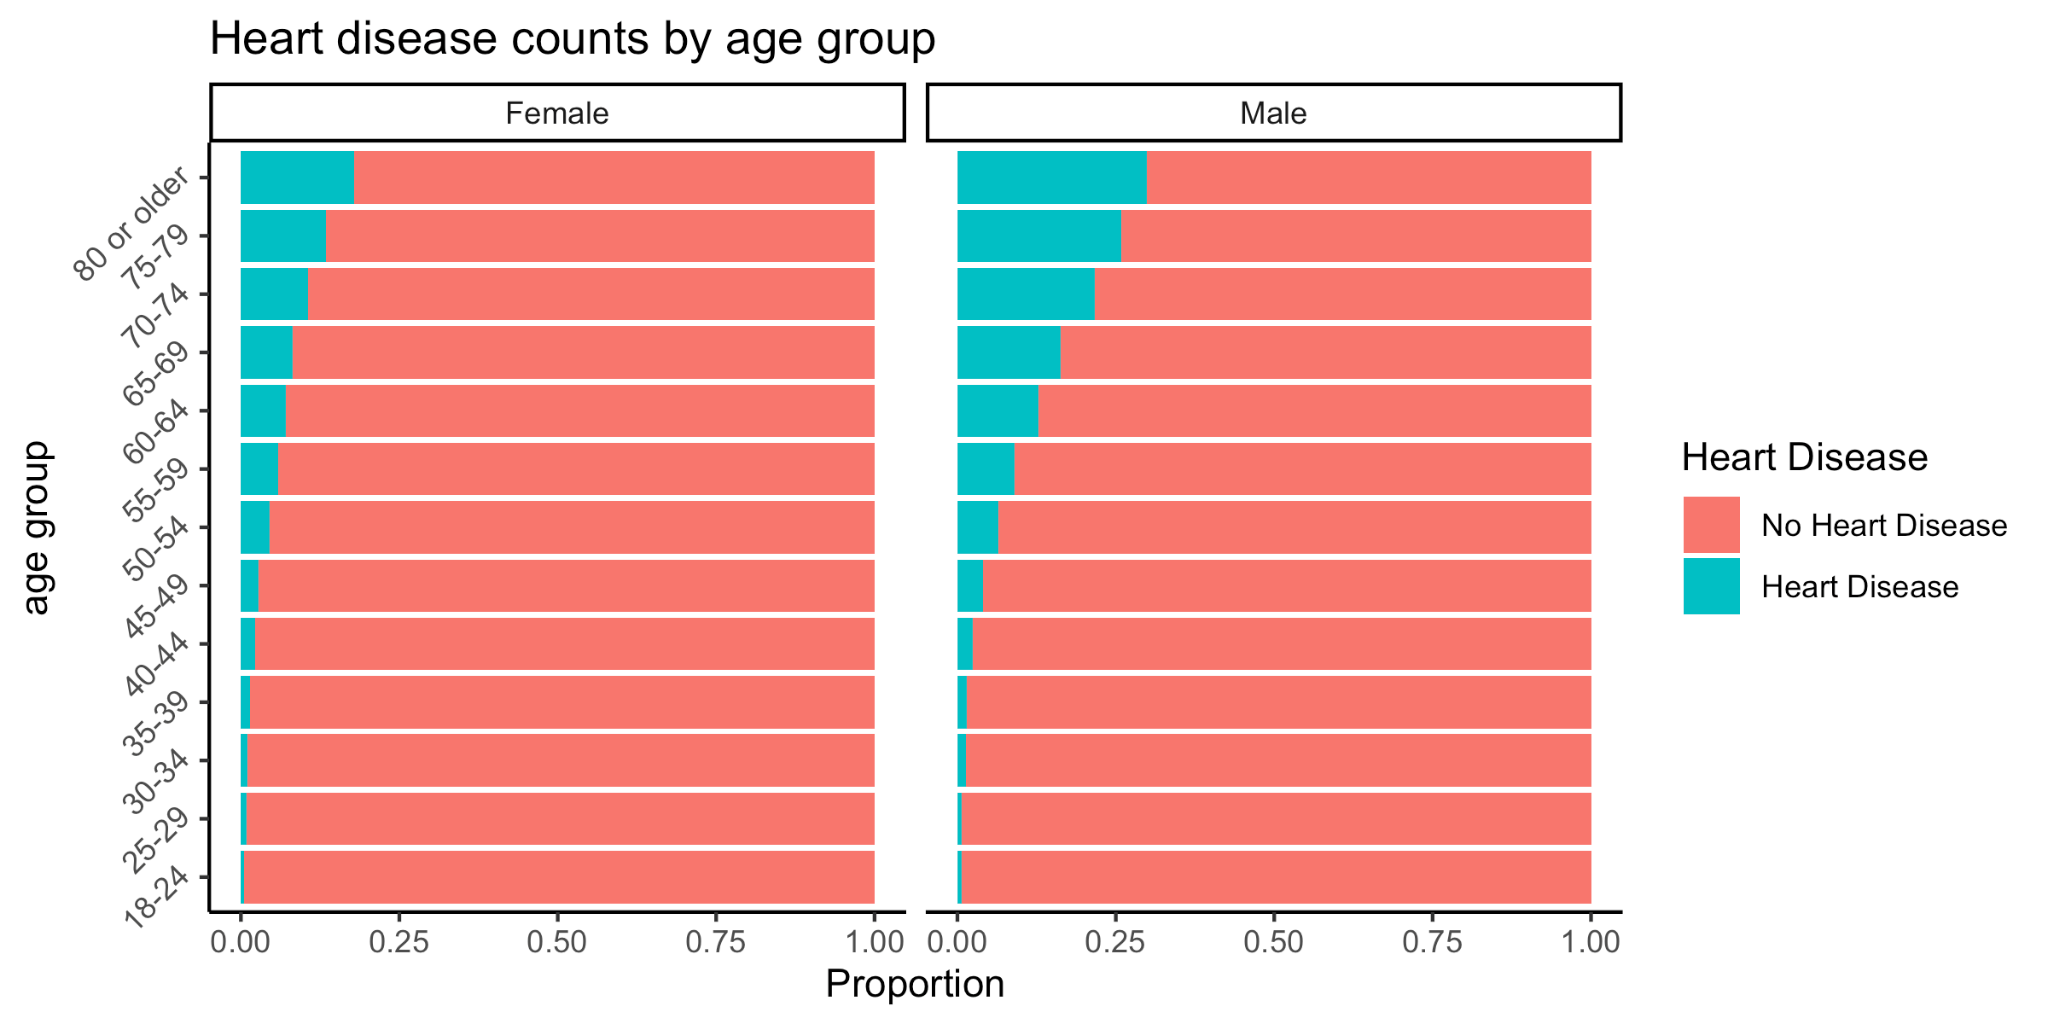 Heart disease counts by age group
Female
Male
80 or older
75-79
70-74
65-69
60-64
55-59
50-54
45-49
40-44
35-39
30-34
25-29
18-24
age group
0.00 0.25 0.50 0.75 1.00
0.00 0.25 0.50 0.75 1.00
Proportion
Heart Disease
No Heart Disease
Heart Disease